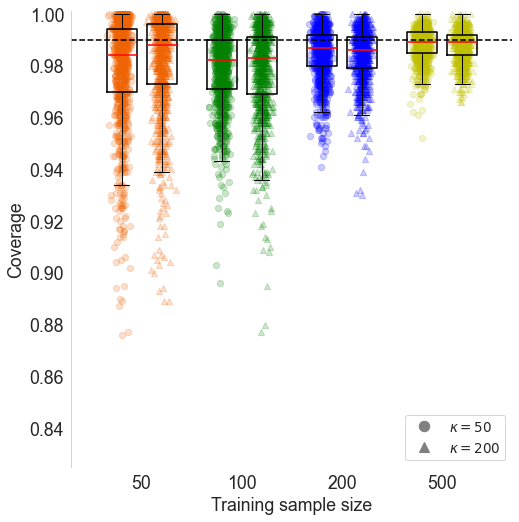 1.00
0.98
0.96
0.94
0.92
0.90
0.88
0.86
0.84
Coverage
50 100 200 500
Training sample size
κ = 50
κ = 200